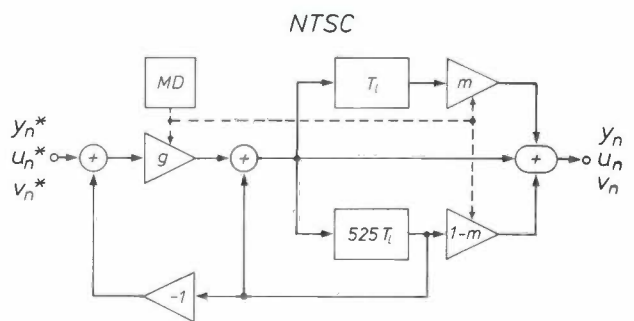 NTSC
MD
T_l
m
y_n*
u_n*
v_n*
+
g
+
+
y_n
u_n
v_n
525 T_l
1-m
-1